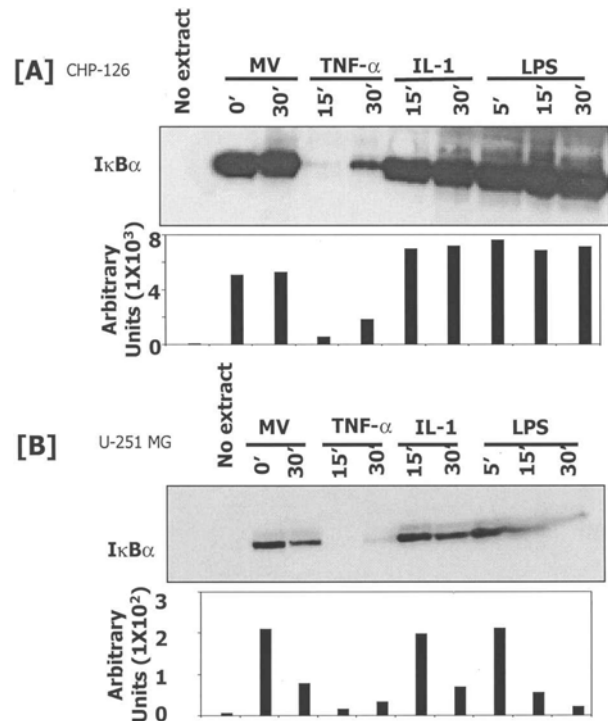 [A] CHP-126
No extract
MV TNF-α IL-1 LPS
0′ 30′ 15′ 30′ 15′ 30′ 5′ 15′ 30′
IκBα
Arbitrary
Units (1X10³)
8
4
0
[B] U-251 MG
No extract
MV TNF-α IL-1 LPS
0′ 30′ 15′ 30′ 15′ 30′ 5′ 15′ 30′
IκBα
Arbitrary
Units (1X10²)
3
2
1
0